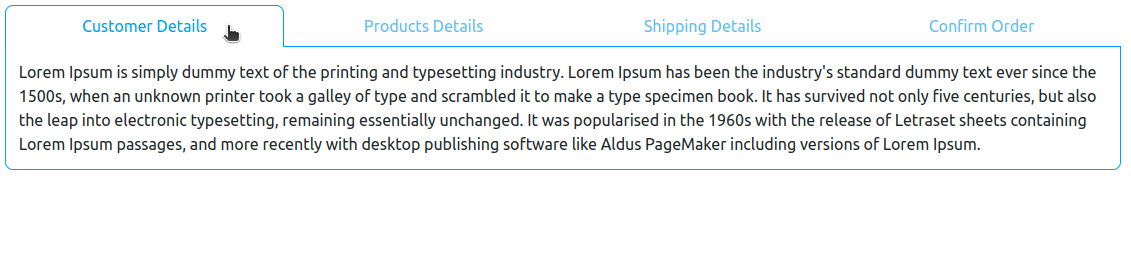 Customer Details Products Details Shipping Details Confirm Order
Lorem Ipsum is simply dummy text of the printing and typesetting industry. Lorem Ipsum has been the industry's standard dummy text ever since the
1500s, when an unknown printer took a galley of type and scrambled it to make a type specimen book. It has survived not only five centuries, but also
the leap into electronic typesetting, remaining essentially unchanged. It was popularised in the 1960s with the release of Letraset sheets containing
Lorem Ipsum passages, and more recently with desktop publishing software like Aldus PageMaker including versions of Lorem Ipsum.